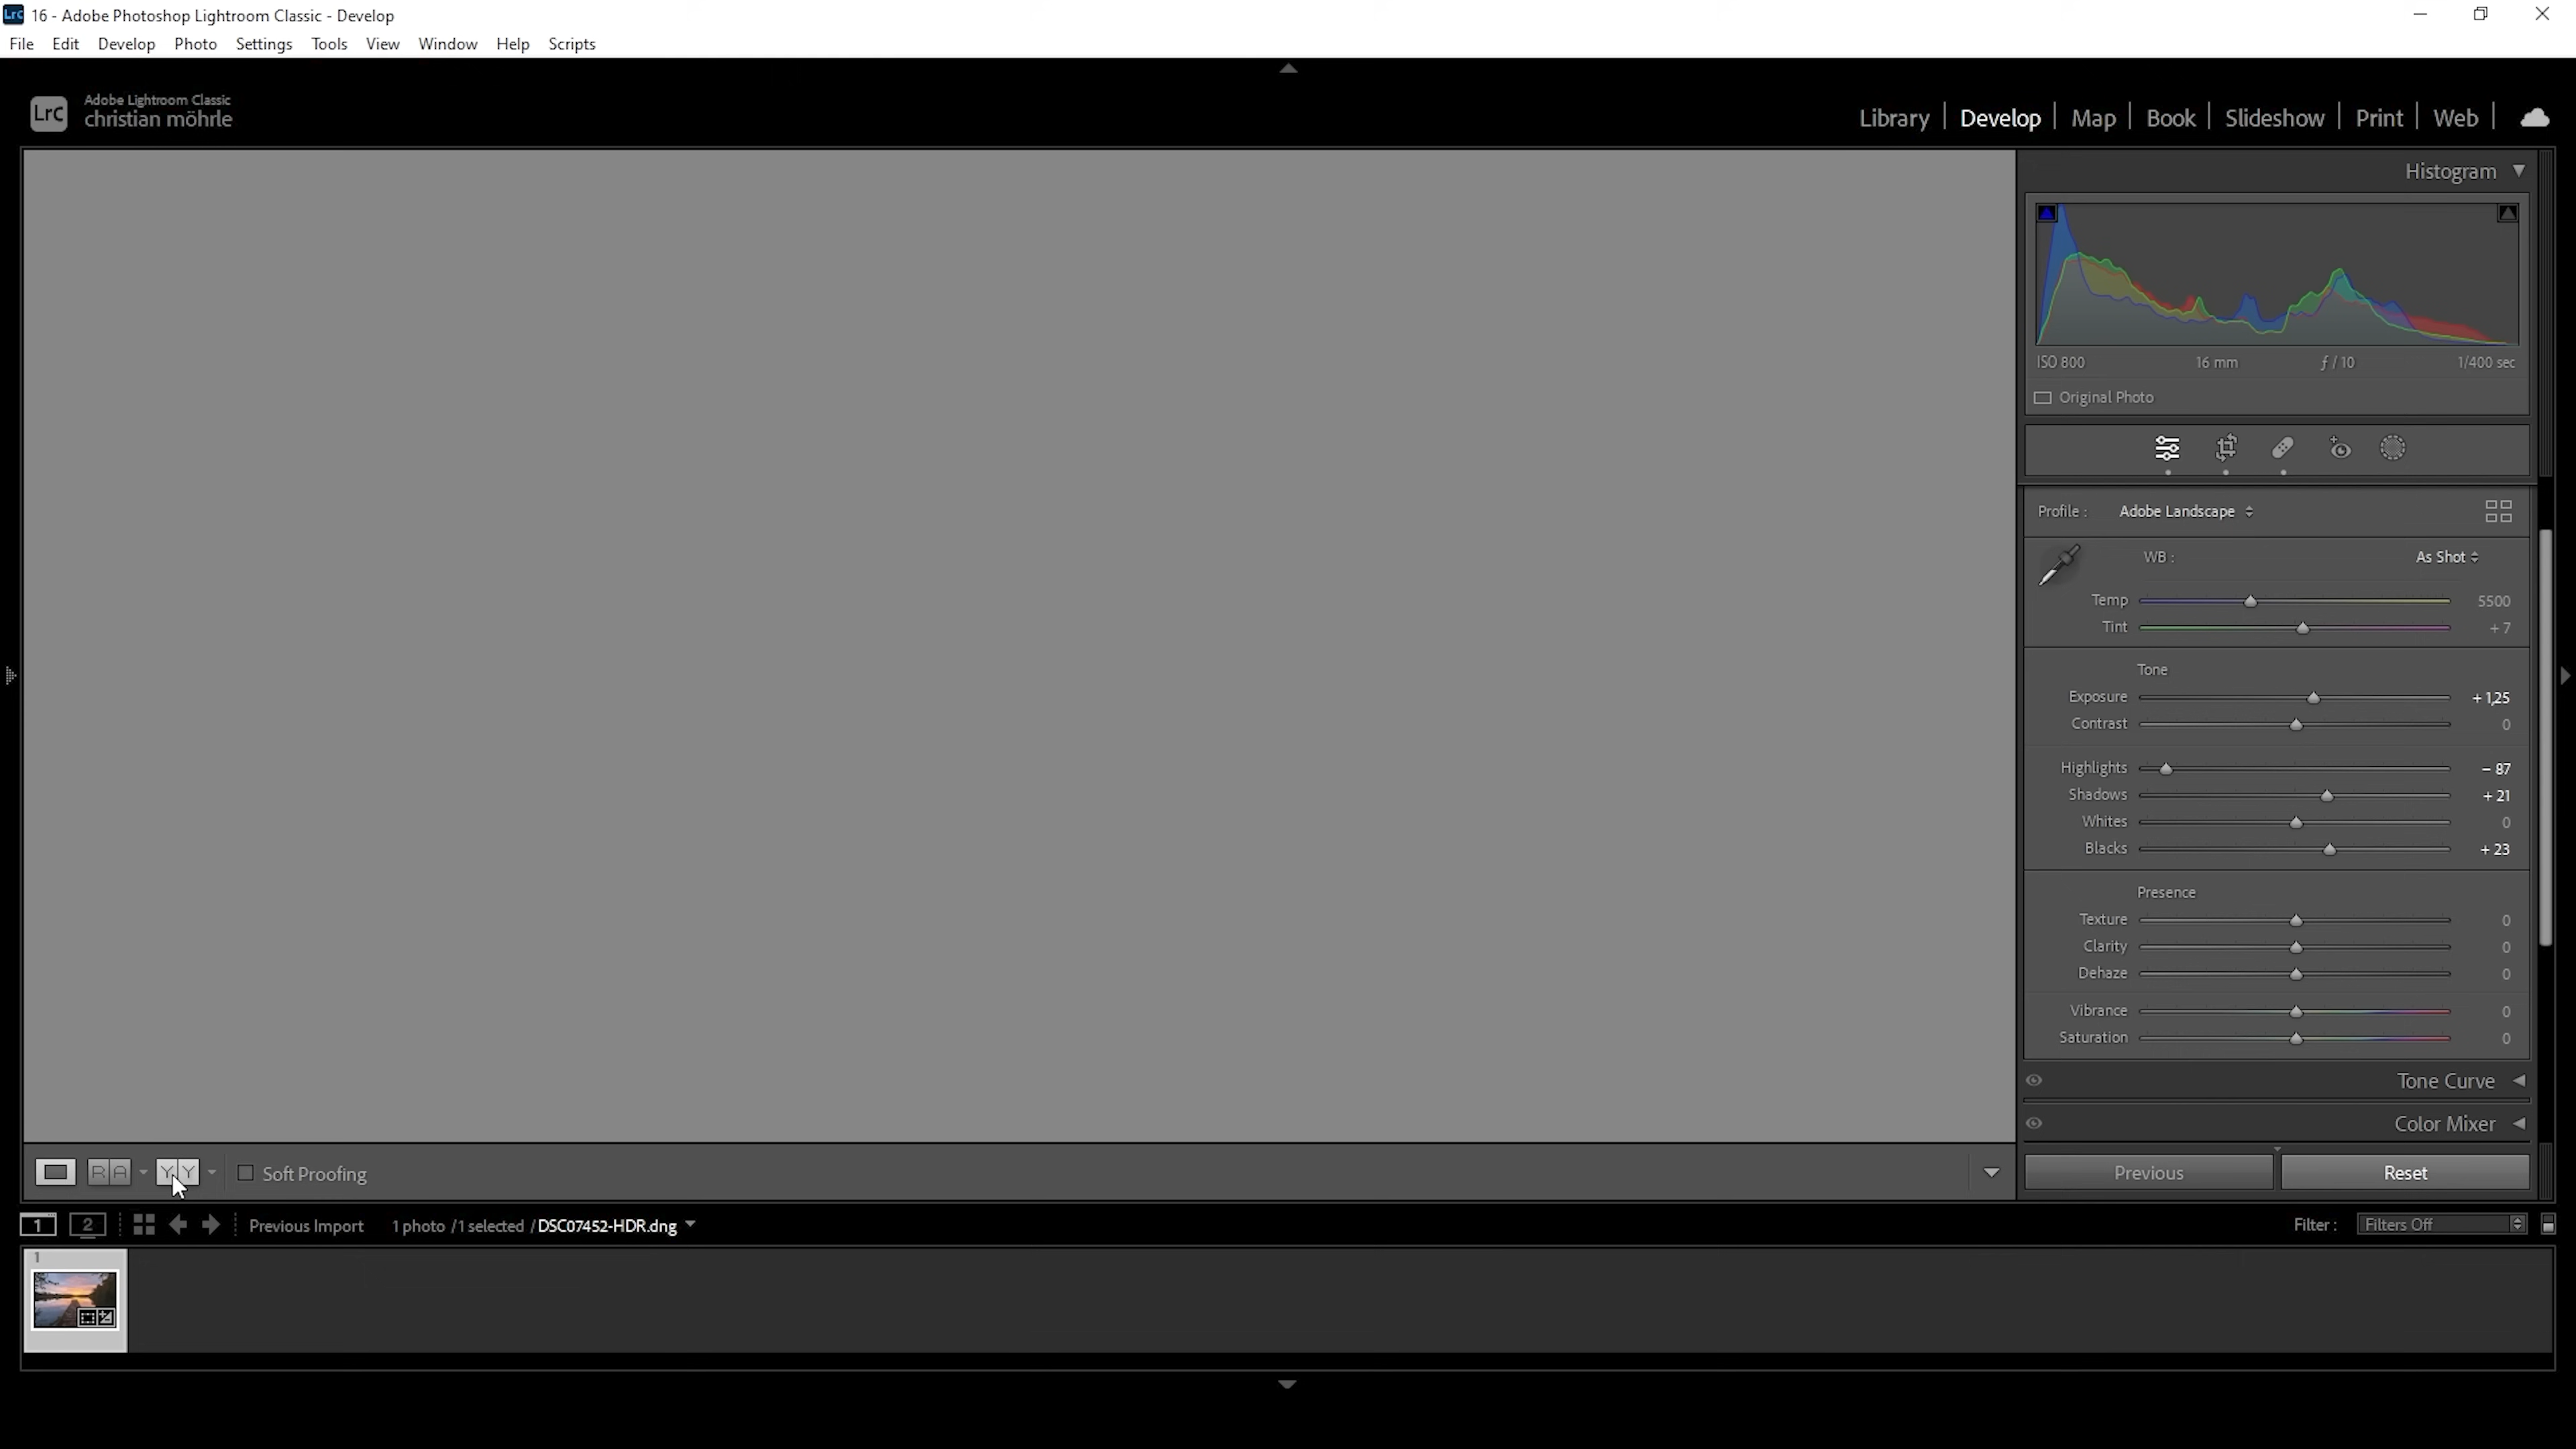 Lrc 16 - Adobe Photoshop Lightroom Classic - Develop
File Edit Develop Photo Settings Tools View Window Help Scripts
Lrc Adobe Lightroom Classic
christian möhrle
Library | Develop | Map | Book | Slideshow | Print | Web |
Histogram
ISO 800 16 mm ƒ / 10 1/400 sec
Original Photo
Profile : Adobe Landscape
WB : As Shot
Temp 5500
Tint + 7
Tone
Exposure + 1,25
Contrast 0
Highlights - 87
Shadows + 21
Whites 0
Blacks + 23
Presence
Texture 0
Clarity 0
Dehaze 0
Vibrance 0
Saturation 0
Tone Curve
Color Mixer
R A Y Y Soft Proofing
Previous Reset
1 2 Previous Import 1 photo / 1 selected / DSC07452-HDR.dng Filter : Filters Off
1